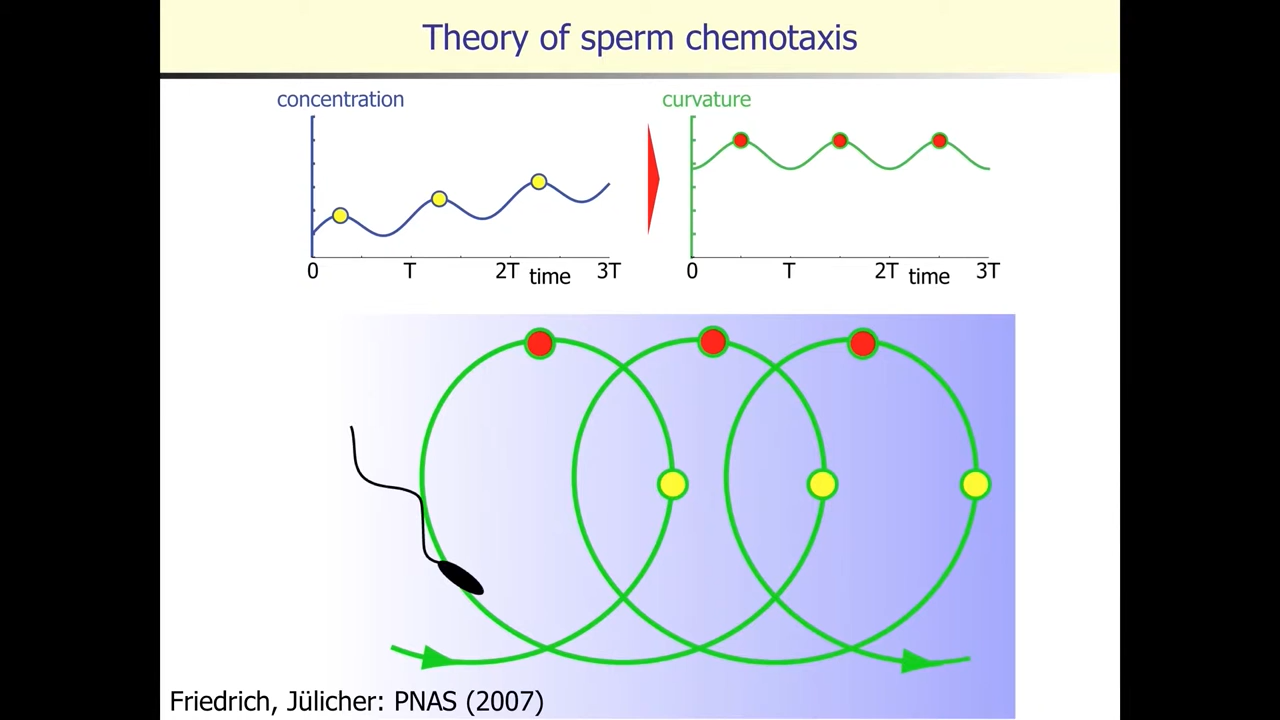 Theory of sperm chemotaxis
concentration
curvature
0 T 2T time 3T
0 T 2T time 3T
Friedrich, Jülicher: PNAS (2007)